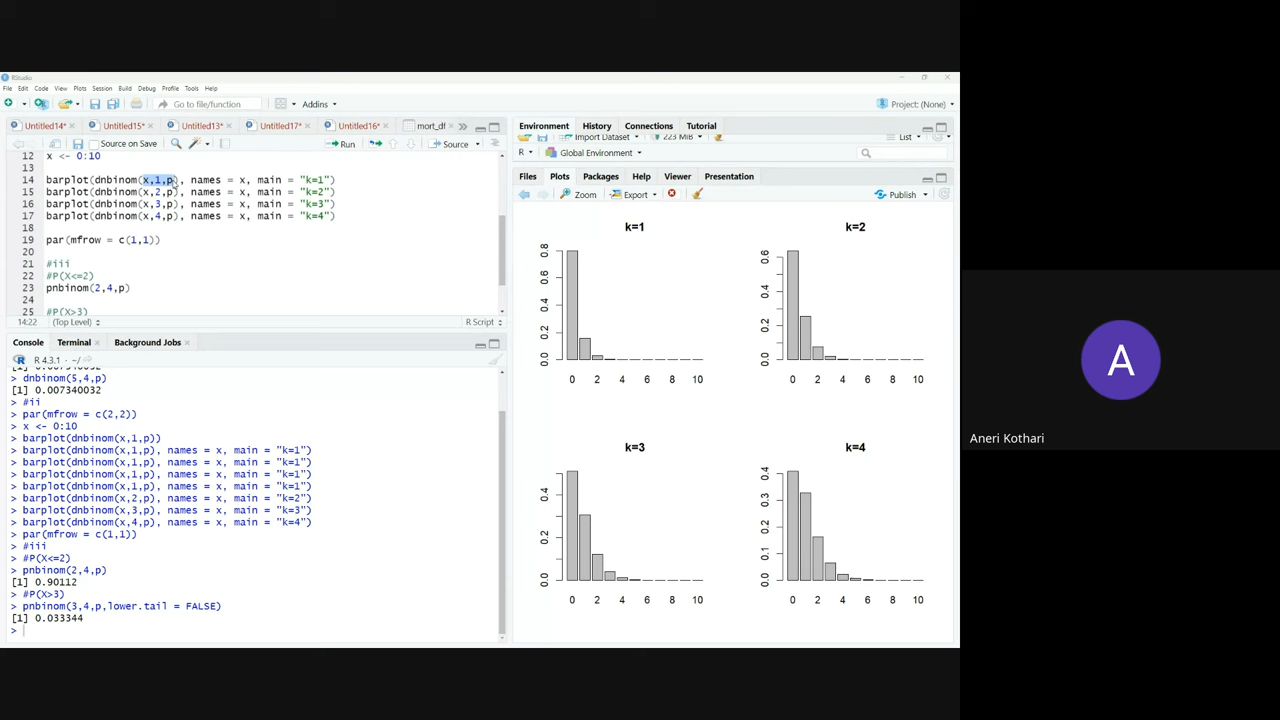 RStudio
File Edit Code View Plots Session Build Debug Profile Tools Help
Go to file/function Addins Project: (None)
Untitled14* Untitled15* Untitled13* Untitled17* Untitled16* mort_df
Source on Save Run Source
12 x <- 0:10
13
14 barplot(dnbinom(x,1,p), names = x, main = "k=1")
15 barplot(dnbinom(x,2,p), names = x, main = "k=2")
16 barplot(dnbinom(x,3,p), names = x, main = "k=3")
17 barplot(dnbinom(x,4,p), names = x, main = "k=4")
18
19 par(mfrow = c(1,1))
20
21 #iii
22 #P(X<=2)
23 pnbinom(2,4,p)
24
25 #P(X>3)
14:22 (Top Level) R Script
Console Terminal Background Jobs
R 4.3.1 · ~/
[1] 0.007340032
> dnbinom(5,4,p)
[1] 0.007340032
> #ii
> par(mfrow = c(2,2))
> x <- 0:10
> barplot(dnbinom(x,1,p))
> barplot(dnbinom(x,1,p), names = x, main = "k=1")
> barplot(dnbinom(x,1,p), names = x, main = "k=1")
> barplot(dnbinom(x,1,p), names = x, main = "k=1")
> barplot(dnbinom(x,1,p), names = x, main = "k=1")
> barplot(dnbinom(x,2,p), names = x, main = "k=2")
> barplot(dnbinom(x,3,p), names = x, main = "k=3")
> barplot(dnbinom(x,4,p), names = x, main = "k=4")
> par(mfrow = c(1,1))
> #iii
> #P(X<=2)
> pnbinom(2,4,p)
[1] 0.90112
> #P(X>3)
> pnbinom(3,4,p,lower.tail = FALSE)
[1] 0.033344
>
Environment History Connections Tutorial
Import Dataset 223 MiB List
R Global Environment
Files Plots Packages Help Viewer Presentation
Zoom Export Publish
k=1
0.0 0.2 0.4 0.6 0.8
0 2 4 6 8 10
k=2
0.0 0.2 0.4 0.6
0 2 4 6 8 10
k=3
0.0 0.2 0.4
0 2 4 6 8 10
k=4
0.0 0.1 0.2 0.3 0.4
0 2 4 6 8 10
A
Aneri Kothari